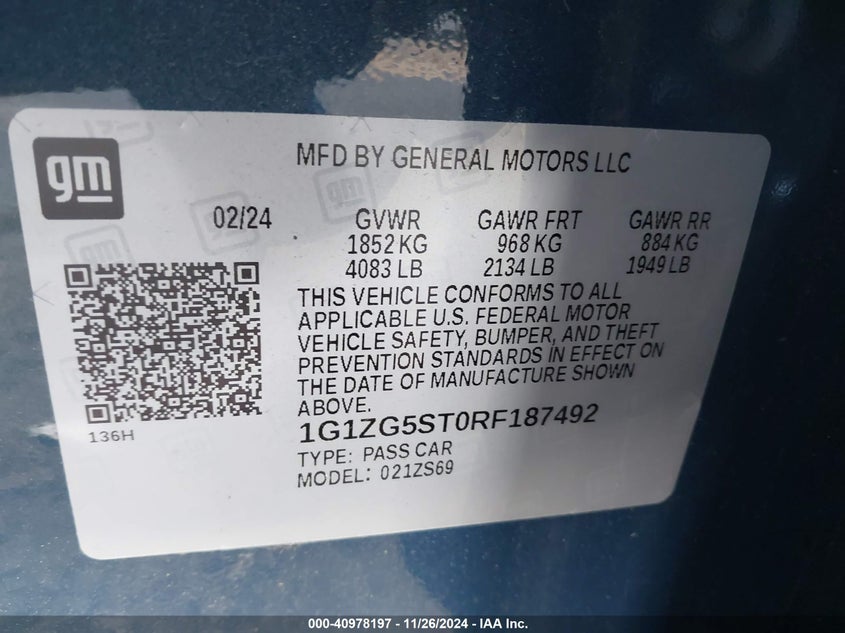 gm
MFD BY GENERAL MOTORS LLC
02/24 GVWR GAWR FRT GAWR RR
1852 KG 968 KG 884 KG
4083 LB 2134 LB 1949 LB
THIS VEHICLE CONFORMS TO ALL
APPLICABLE U.S. FEDERAL MOTOR
VEHICLE SAFETY, BUMPER, AND THEFT
PREVENTION STANDARDS IN EFFECT ON
THE DATE OF MANUFACTURE SHOWN
ABOVE.
136H
1G1ZG5ST0RF187492
TYPE: PASS CAR
MODEL: 021ZS69
000-40978197 - 11/26/2024 - IAA Inc.